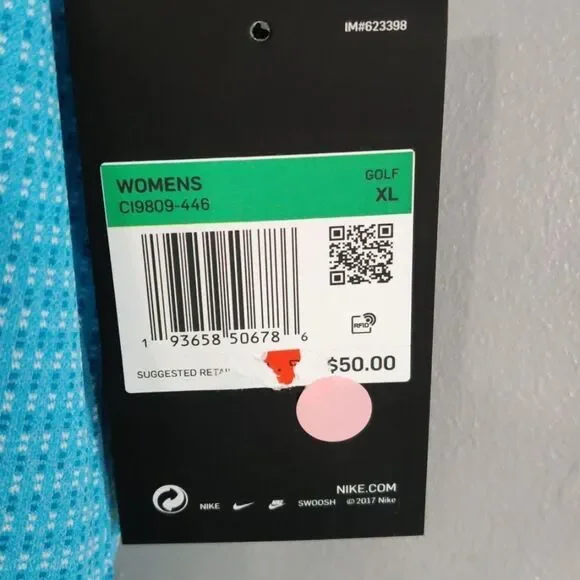 IM#623398
WOMENS
GOLF
CI9809-446
XL
RFID
1 93658 50678 6
SUGGESTED
$50.00
NIKE.COM
NIKE SWOOSH © 2017 Nike